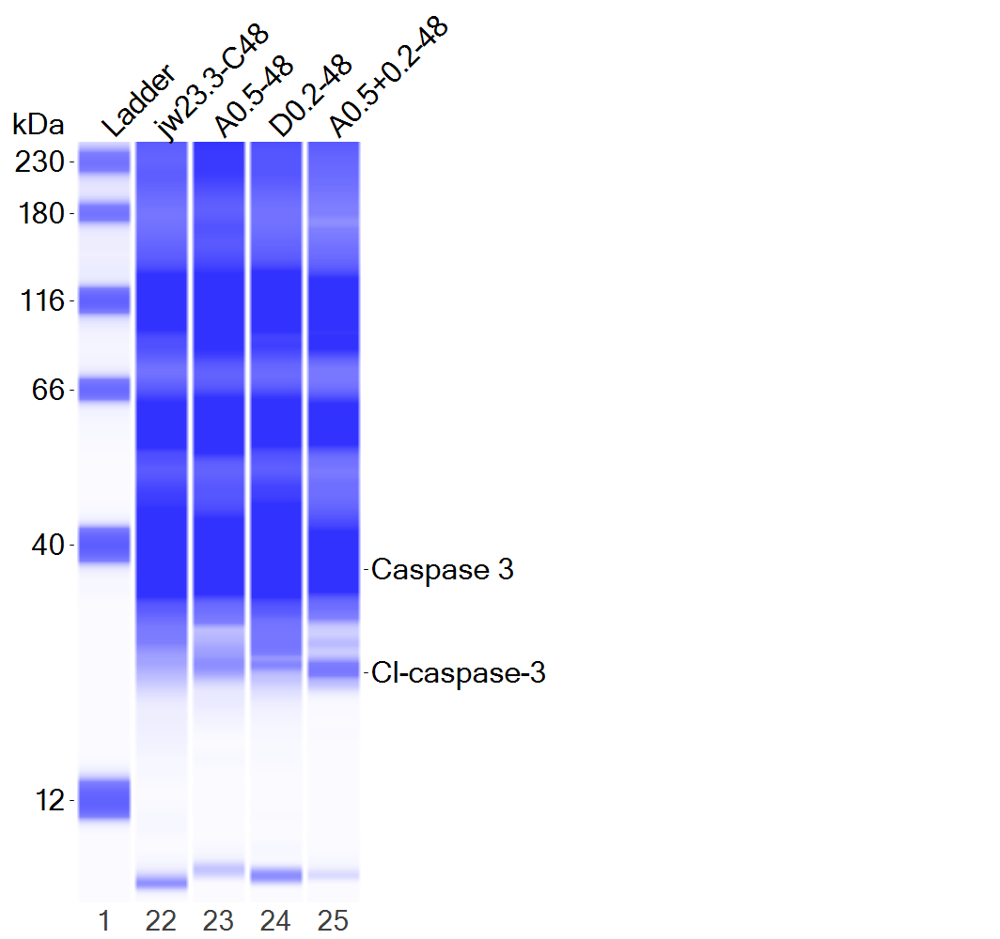 kDa
Ladder
jw23.3-C48
A0.5-48
D0.2-48
A0.5+0.2-48
230
180
116
66
40
12
Caspase 3
Cl-caspase-3
1 22 23 24 25